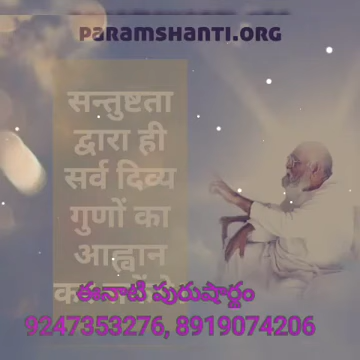 PARAMSHANTI.ORG
सन्तुष्टता
द्वारा ही
सर्व दिव्य
गुणों का
आह्वान
ఈనాటి పురుషార్థం
9247353276, 8919074206